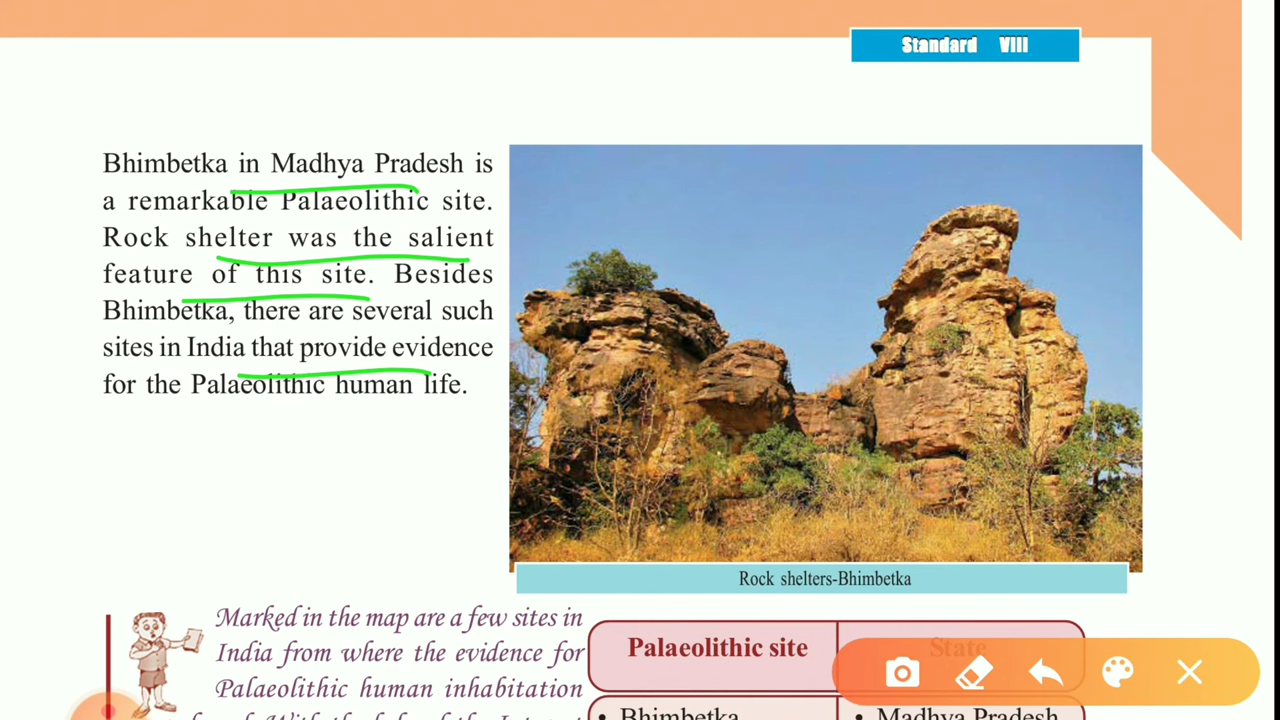 Standard VIII
Bhimbetka in Madhya Pradesh is
a remarkable Palaeolithic site.
Rock shelter was the salient
feature of this site. Besides
Bhimbetka, there are several such
sites in India that provide evidence
for the Palaeolithic human life.
Rock shelters-Bhimbetka
Marked in the map are a few sites in
India from where the evidence for
Palaeolithic human inhabitation
Palaeolithic site
State
• Bhimbetka
• Madhya Pradesh